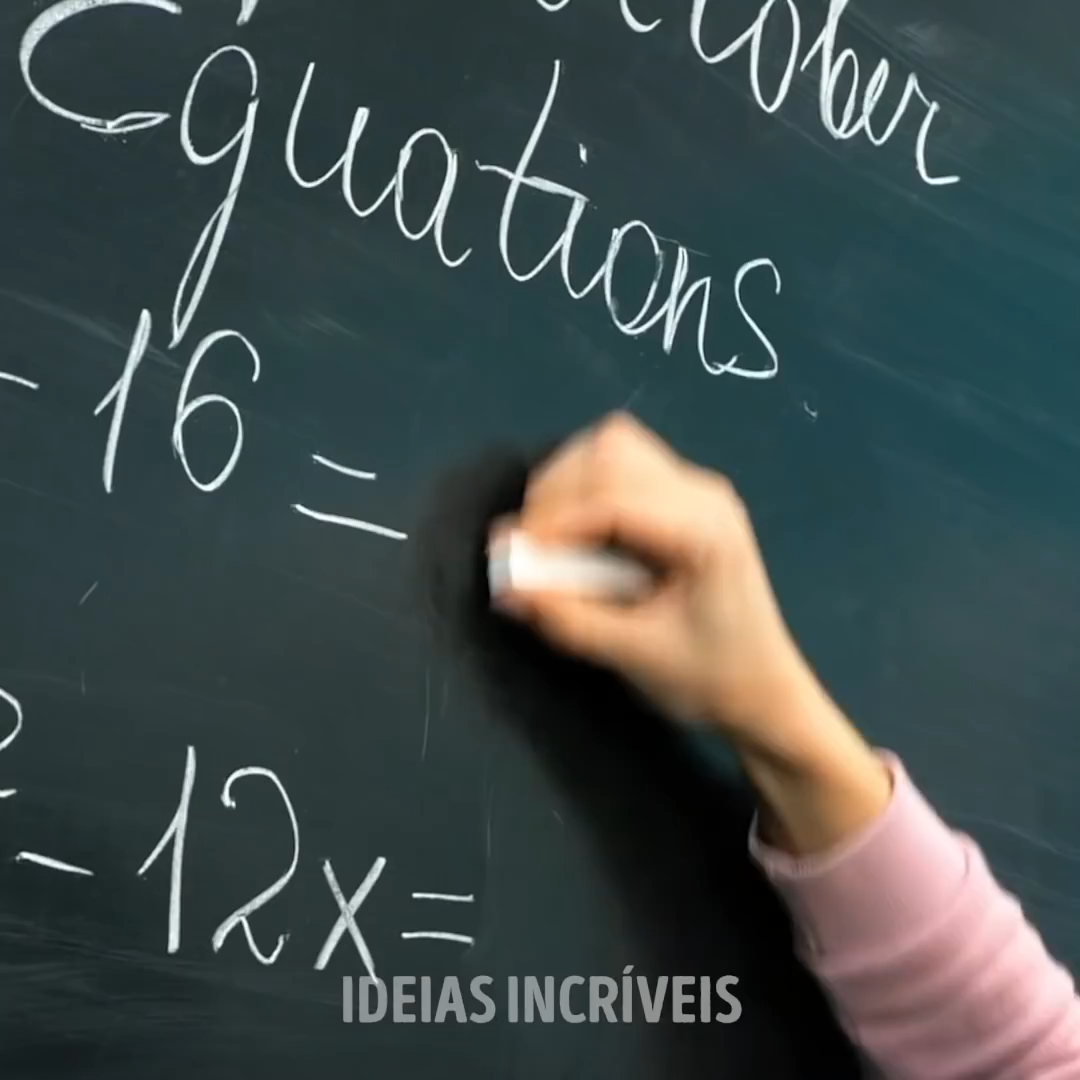 Equations
- 16 =
- 12x=
IDEIAS INCRÍVEIS